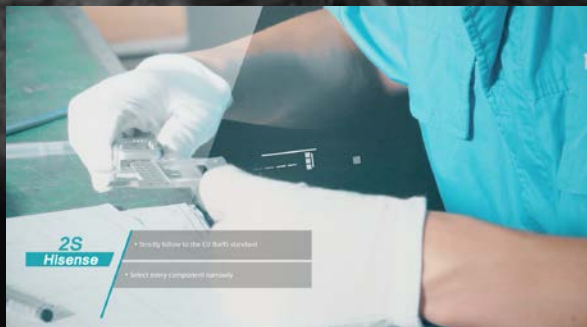 2S
Hisense
• Strictly follow to the EU RoHS standard
• Select every component narrowly